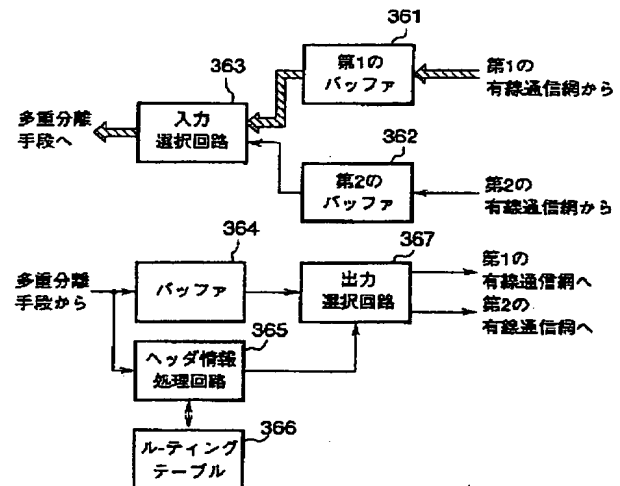 361
第1の
バッファ
第1の
有線通信網から
363
入力
選択回路
多重分離
手段へ
362
第2の
バッファ
第2の
有線通信網から
364
バッファ
多重分離
手段から
367
出力
選択回路
第1の
有線通信網へ
第2の
有線通信網へ
365
ヘッダ情報
処理回路
366
ル-ティング
テーブル